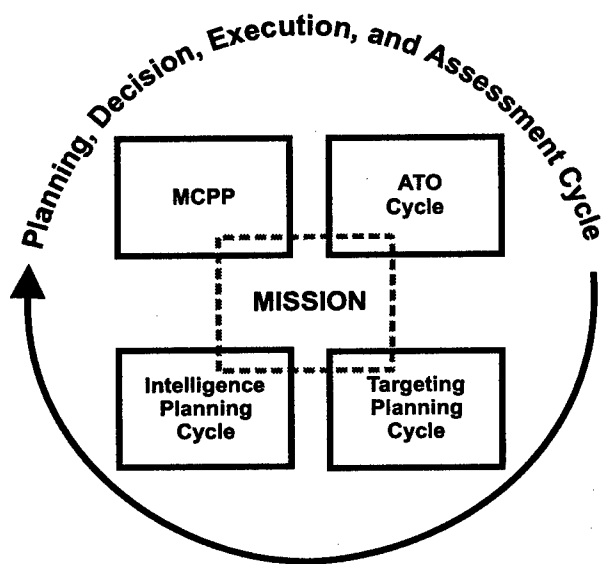 Planning, Decision, Execution, and Assessment Cycle
MCPP
ATO
Cycle
MISSION
Intelligence
Planning
Cycle
Targeting
Planning
Cycle